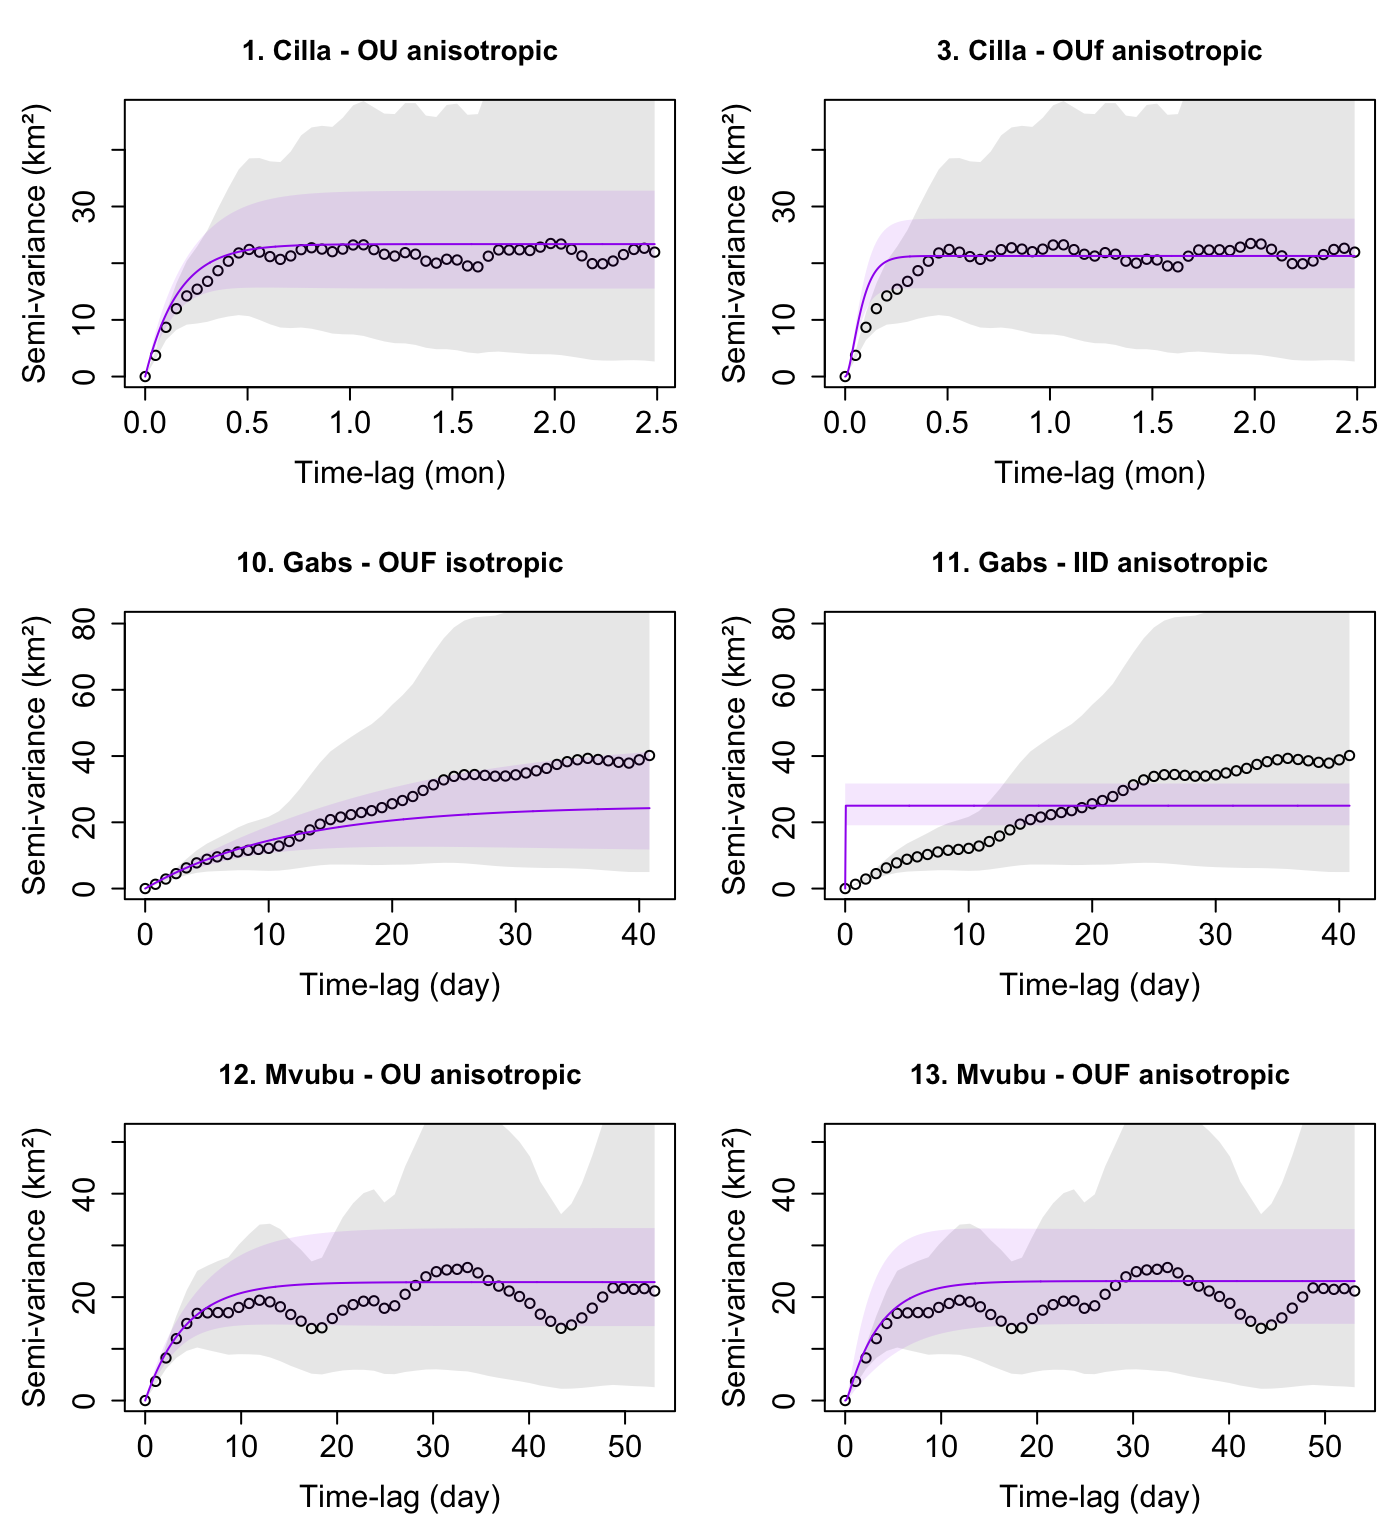 1. Cilla - OU anisotropic
Semi-variance (km²)
0 10 30
0.0 0.5 1.0 1.5 2.0 2.5
Time-lag (mon)
3. Cilla - OUf anisotropic
Semi-variance (km²)
0 10 30
0.0 0.5 1.0 1.5 2.0 2.5
Time-lag (mon)
10. Gabs - OUF isotropic
Semi-variance (km²)
0 20 40 60 80
0 10 20 30 40
Time-lag (day)
11. Gabs - IID anisotropic
Semi-variance (km²)
0 20 40 60 80
0 10 20 30 40
Time-lag (day)
12. Mvubu - OU anisotropic
Semi-variance (km²)
0 20 40
0 10 20 30 40 50
Time-lag (day)
13. Mvubu - OUF anisotropic
Semi-variance (km²)
0 20 40
0 10 20 30 40 50
Time-lag (day)